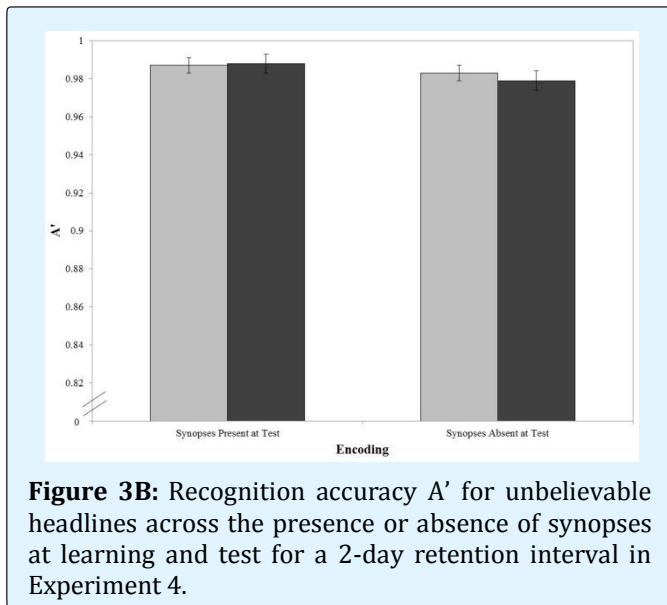 1
0.98
0.96
0.94
0.92
0.9
0.88
0.86
0.84
0.82
0
A'
Synopses Present at Test
Synopses Absent at Test
Encoding
Figure 3B: Recognition accuracy A’ for unbelievable
headlines across the presence or absence of synopses
at learning and test for a 2-day retention interval in
Experiment 4.